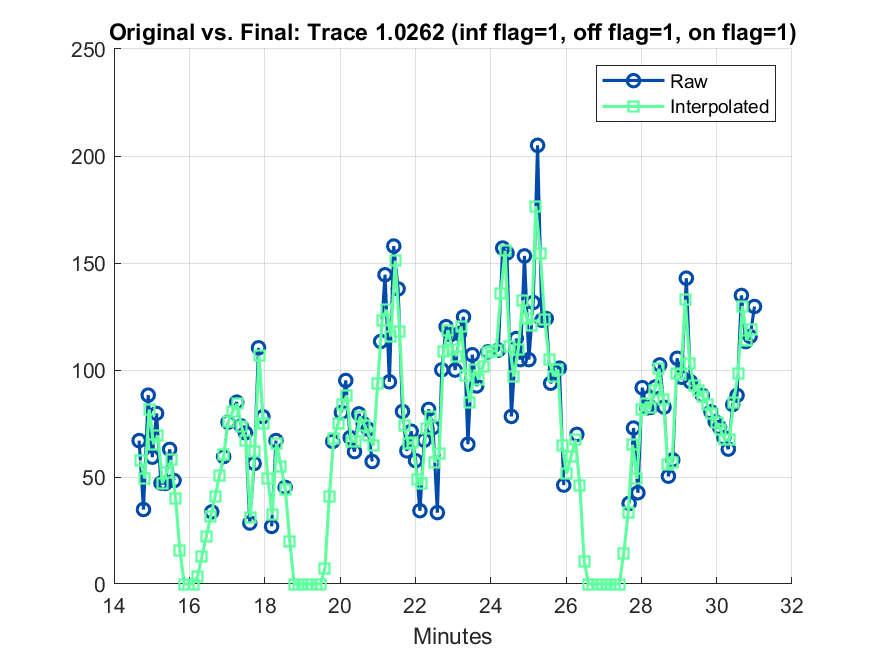 Original vs. Final: Trace 1.0262 (inf flag=1, off flag=1, on flag=1)
250
200
150
100
50
0
Raw
Interpolated
14 16 18 20 22 24 26 28 30 32
Minutes